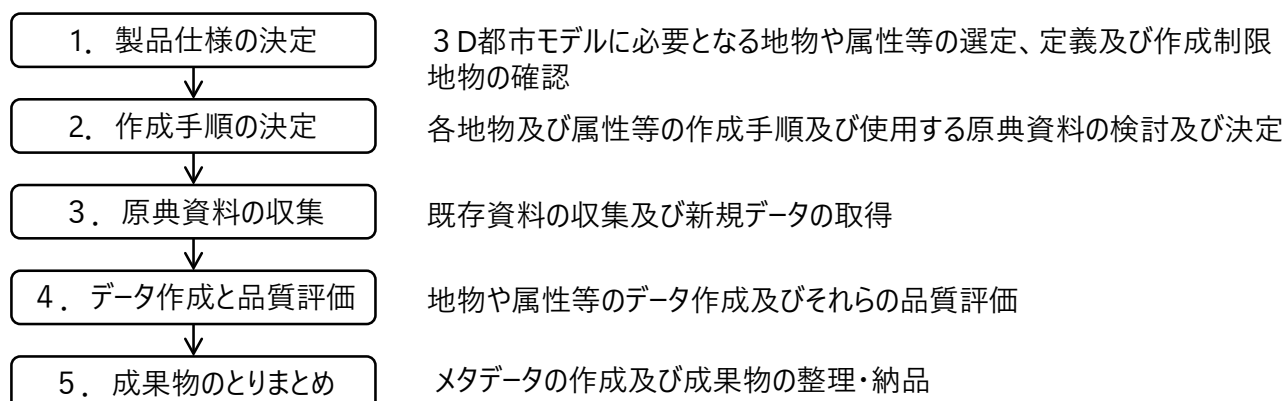 1．製品仕様の決定
３D都市モデルに必要となる地物や属性等の選定、定義及び作成制限
地物の確認
2．作成手順の決定
各地物及び属性等の作成手順及び使用する原典資料の検討及び決定
３．原典資料の収集
既存資料の収集及び新規データの取得
４．データ作成と品質評価
地物や属性等のデータ作成及びそれらの品質評価
５．成果物のとりまとめ
メタデータの作成及び成果物の整理・納品